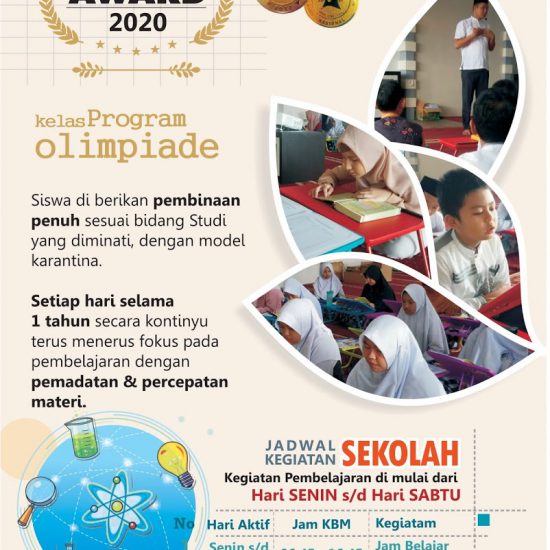 AWARD
2020
kelas Program
olimpiade
Siswa di berikan pembinaan
penuh sesuai bidang Studi
yang diminati, dengan model
karantina.
Setiap hari selama
1 tahun secara kontinyu
terus menerus fokus pada
pembelajaran dengan
pemadatan & percepatan
materi.
JADWAL
KEGIATAN SEKOLAH
Kegiatan Pembelajaran di mulai dari
Hari SENIN s/d Hari SABTU
No Hari Aktif Jam KBM Kegiatam
Senin s/d Jam Belajar